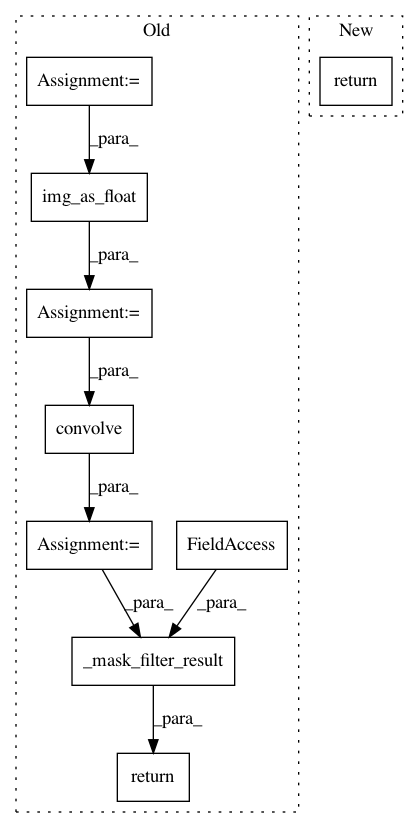 Old
New
Assignment:=
return
_para_
img_as_float
_para_
Assignment:=
_para_
convolve
_para_
Assignment:=
FieldAccess
_para_
_para_
_mask_filter_result
_para_
return